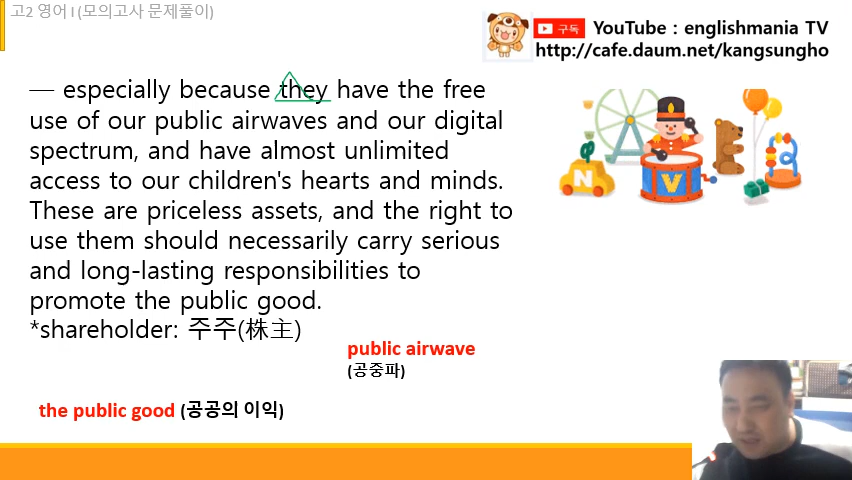 고2 영어 I (모의고사 문제풀이)
구독 YouTube : englishmania TV
http://cafe.daum.net/kangsungho
— especially because they have the free
use of our public airwaves and our digital
spectrum, and have almost unlimited
access to our children's hearts and minds.
These are priceless assets, and the right to
use them should necessarily carry serious
and long-lasting responsibilities to
promote the public good.
*shareholder: 주주(株主)
N
V
public airwave
(공중파)
the public good (공공의 이익)